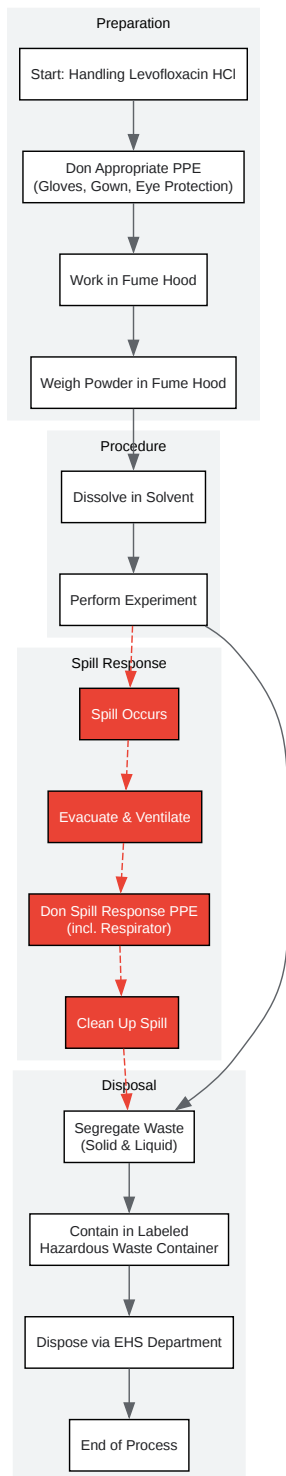 Preparation
Start: Handling Levofloxacin HCl
Don Appropriate PPE
(Gloves, Gown, Eye Protection)
Work in Fume Hood
Weigh Powder in Fume Hood
Procedure
Dissolve in Solvent
Perform Experiment
Spill Response
Spill Occurs
Evacuate & Ventilate
Don Spill Response PPE
(incl. Respirator)
Clean Up Spill
Disposal
Segregate Waste
(Solid & Liquid)
Contain in Labeled
Hazardous Waste Container
Dispose via EHS Department
End of Process